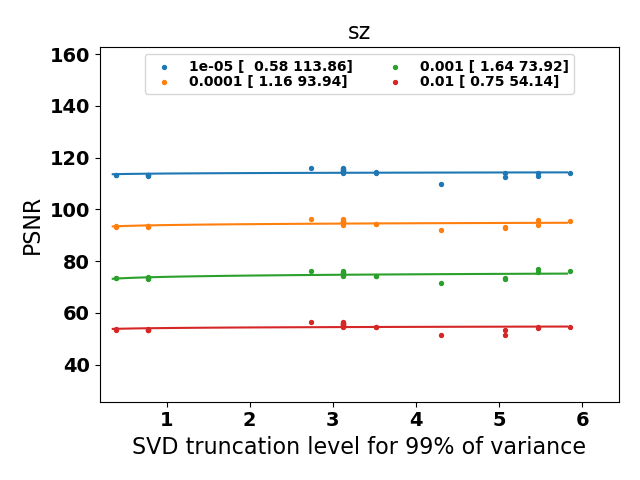 sz
1e-05 [  0.58 113.86]
0.0001 [ 1.16 93.94]
0.001 [ 1.64 73.92]
0.01 [ 0.75 54.14]
PSNR
160
140
120
100
80
60
40
1 2 3 4 5 6
SVD truncation level for 99% of variance